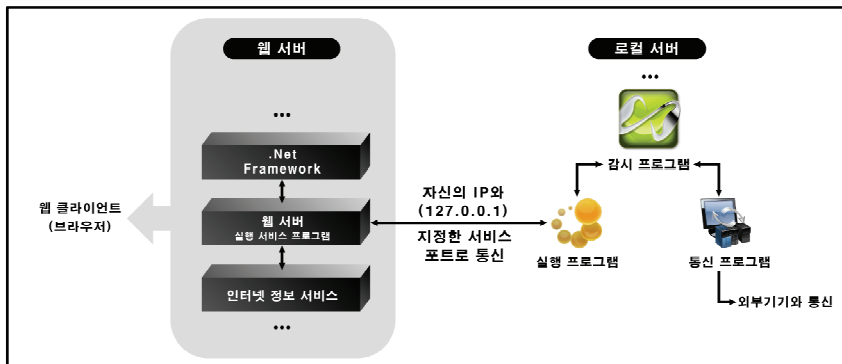 웹 서버
로컬 서버
...
...
.Net
Framework
감시 프로그램
웹 클라이언트
(브라우저)
웹 서버
실행 서비스 프로그램
자신의 IP와
(127.0.0.1)
지정한 서비스
포트로 통신
실행 프로그램
통신 프로그램
인터넷 정보 서비스
외부기기와 통신
...